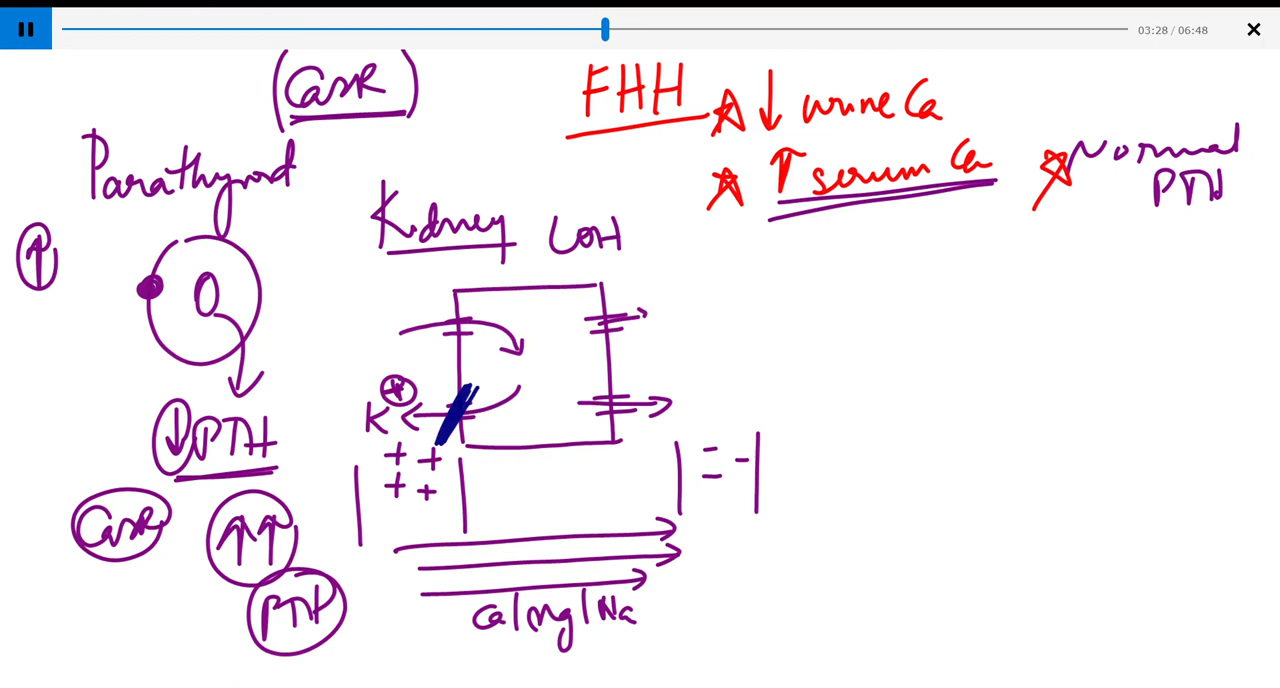 03:28 / 06:48
(CaSR)
FHH ☆ ↓ urine Ca
☆ ↑ serum Ca ☆ Normal PTH
Parathyroid
Kidney LOH
↑
K +
+ +
+ +
↓ PTH
CaSR ↑↑
PTH
Ca | Mg | Na